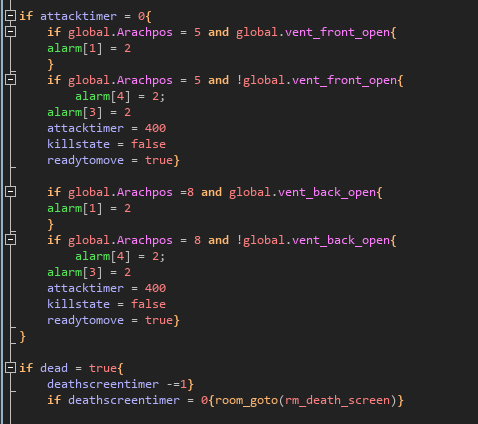 if attacktimer = 0{
if global.Arachpos = 5 and global.vent_front_open{
alarm[1] = 2
}
if global.Arachpos = 5 and !global.vent_front_open{
alarm[4] = 2;
alarm[3] = 2
attacktimer = 400
killstate = false
readytomove = true}
if global.Arachpos =8 and global.vent_back_open{
alarm[1] = 2
}
if global.Arachpos = 8 and !global.vent_back_open{
alarm[4] = 2;
alarm[3] = 2
attacktimer = 400
killstate = false
readytomove = true}
}
if dead = true{
deathscreentimer -=1}
if deathscreentimer = 0{room_goto(rm_death_screen)}